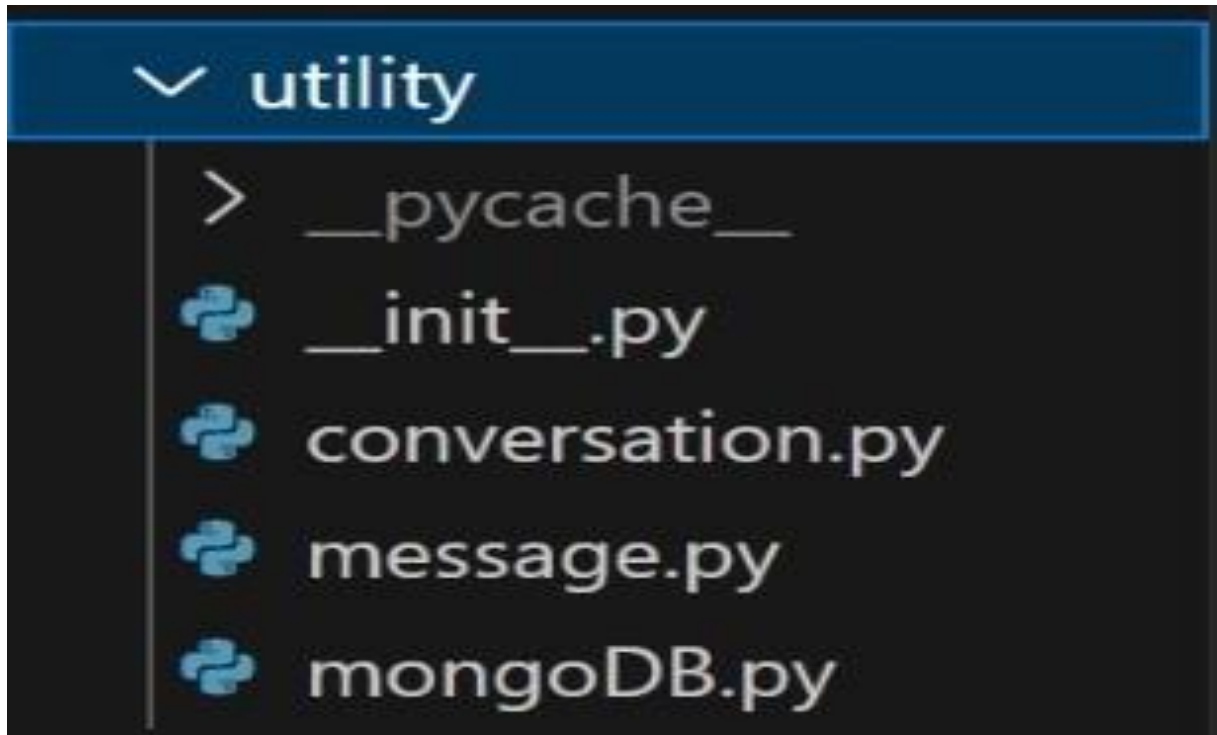 utility
__pycache__
__init__.py
conversation.py
message.py
mongoDB.py